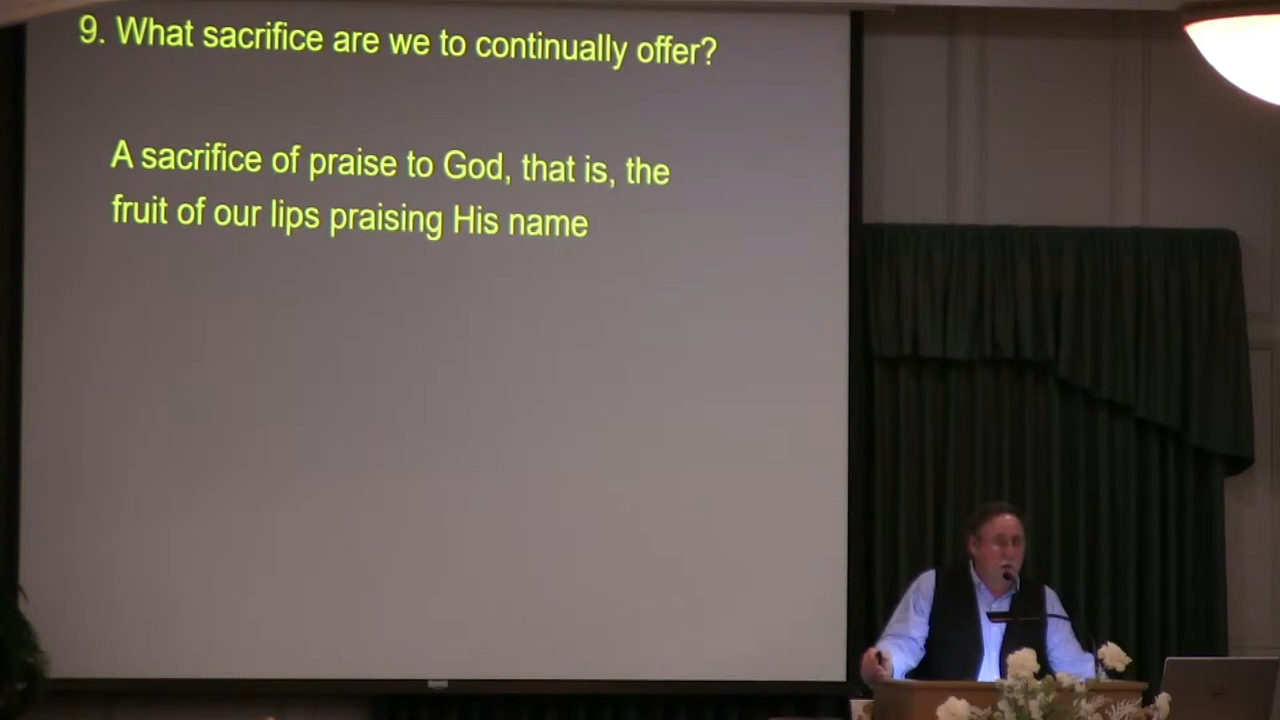 9. What sacrifice are we to continually offer?
A sacrifice of praise to God, that is, the
fruit of our lips praising His name